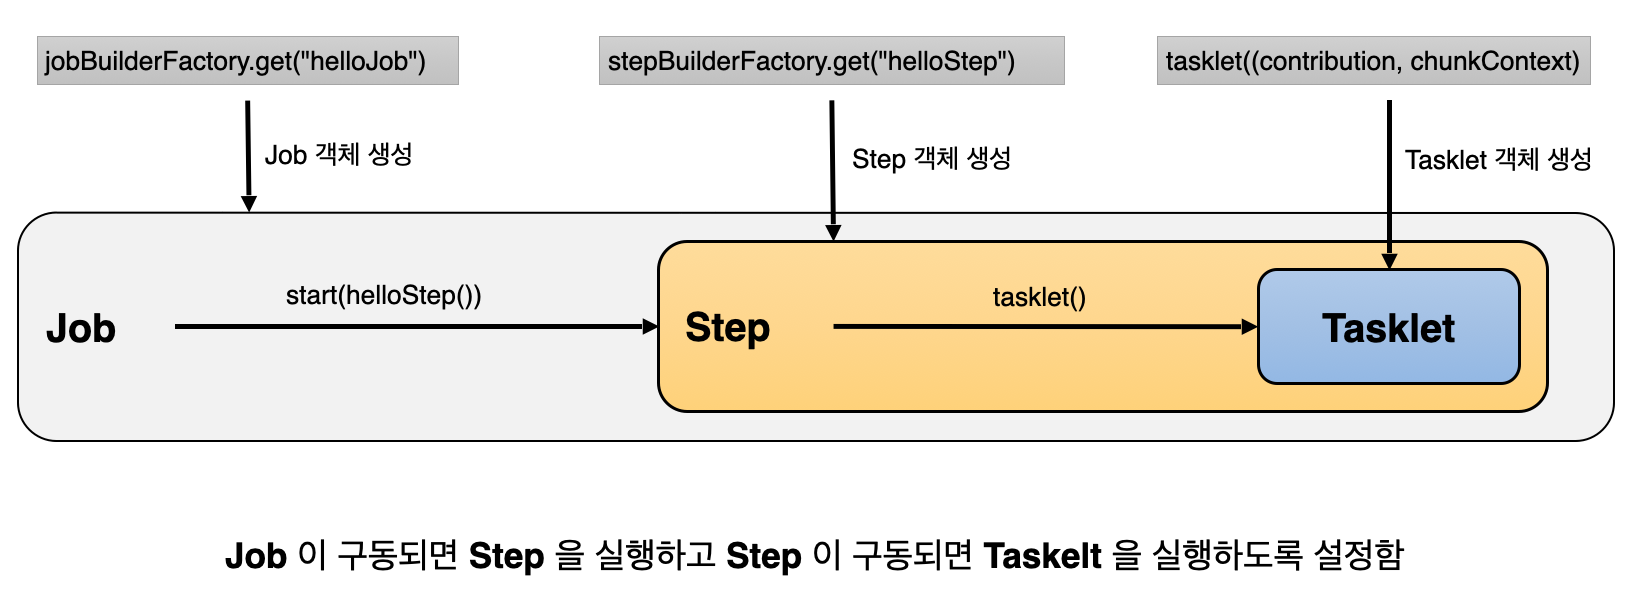 jobBuilderFactory.get("helloJob")
stepBuilderFactory.get("helloStep")
tasklet((contribution, chunkContext)
Job 객체 생성
Step 객체 생성
Tasklet 객체 생성
start(helloStep())
tasklet()
Job
Step
Tasklet
Job 이 구동되면 Step 을 실행하고 Step 이 구동되면 Taskelt 을 실행하도록 설정함